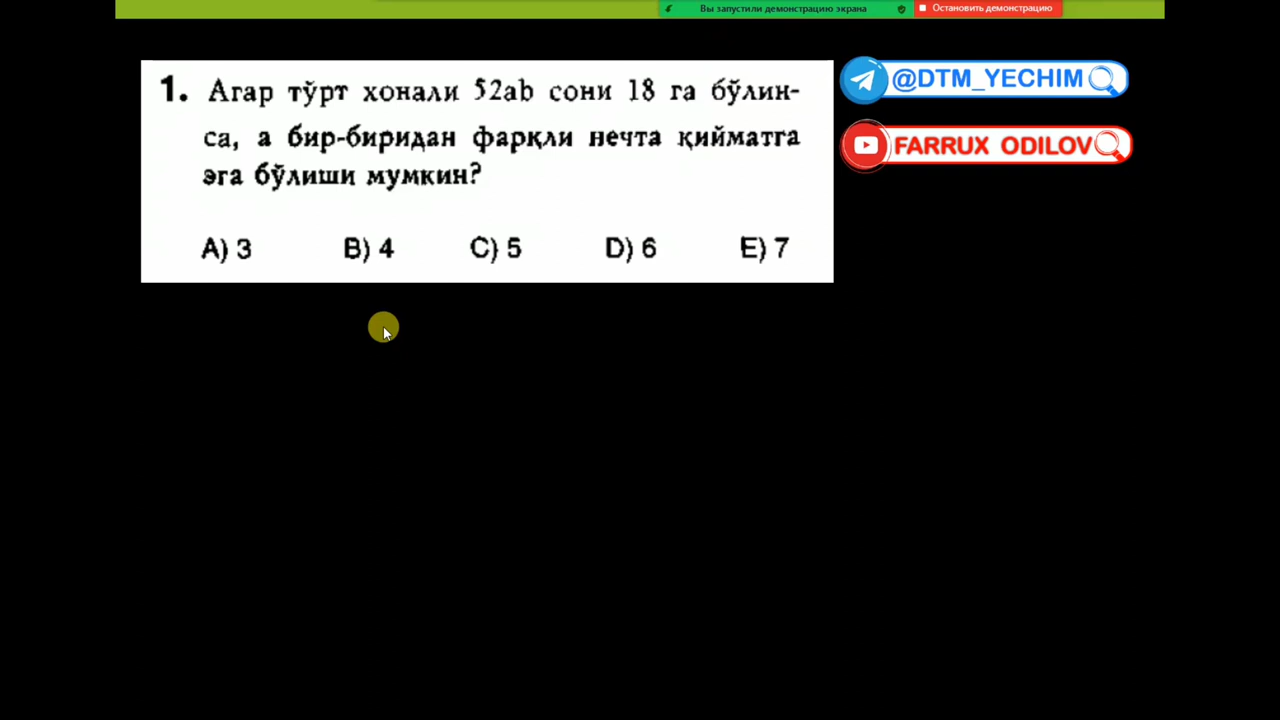 Вы запустили демонстрацию экрана
Остановить демонстрацию
1. Агар тўрт хонали 52ab сони 18 га бўлин-
са, а бир-биридан фарқли нечта қийматга
эга бўлиши мумкин?
A) 3 B) 4 C) 5 D) 6 E) 7
@DTM_YECHIM
FARRUX ODILOV